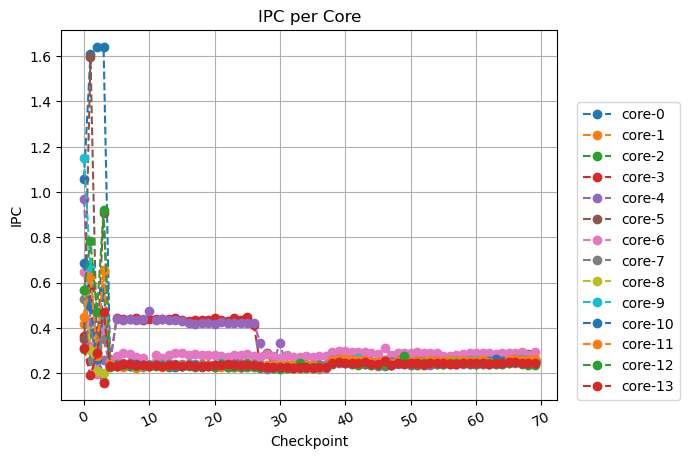 IPC per Core
IPC
1.6
1.4
1.2
1.0
0.8
0.6
0.4
0.2
0
10
20
30
40
50
60
70
Checkpoint
core-0
core-1
core-2
core-3
core-4
core-5
core-6
core-7
core-8
core-9
core-10
core-11
core-12
core-13